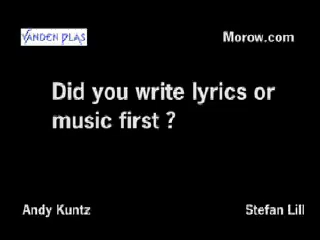 VANDEN PLAS
Morow.com
Did you write lyrics or
music first ?
Andy Kuntz
Stefan Lill